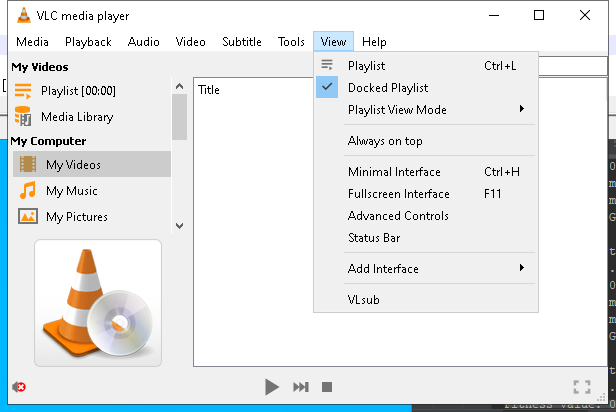 VLC media player
Media Playback Audio Video Subtitle Tools View Help
My Videos
Playlist [00:00]
Media Library
My Computer
My Videos
My Music
My Pictures
Title
Playlist Ctrl+L
Docked Playlist
Playlist View Mode
Always on top
Minimal Interface Ctrl+H
Fullscreen Interface F11
Advanced Controls
Status Bar
Add Interface
VLsub